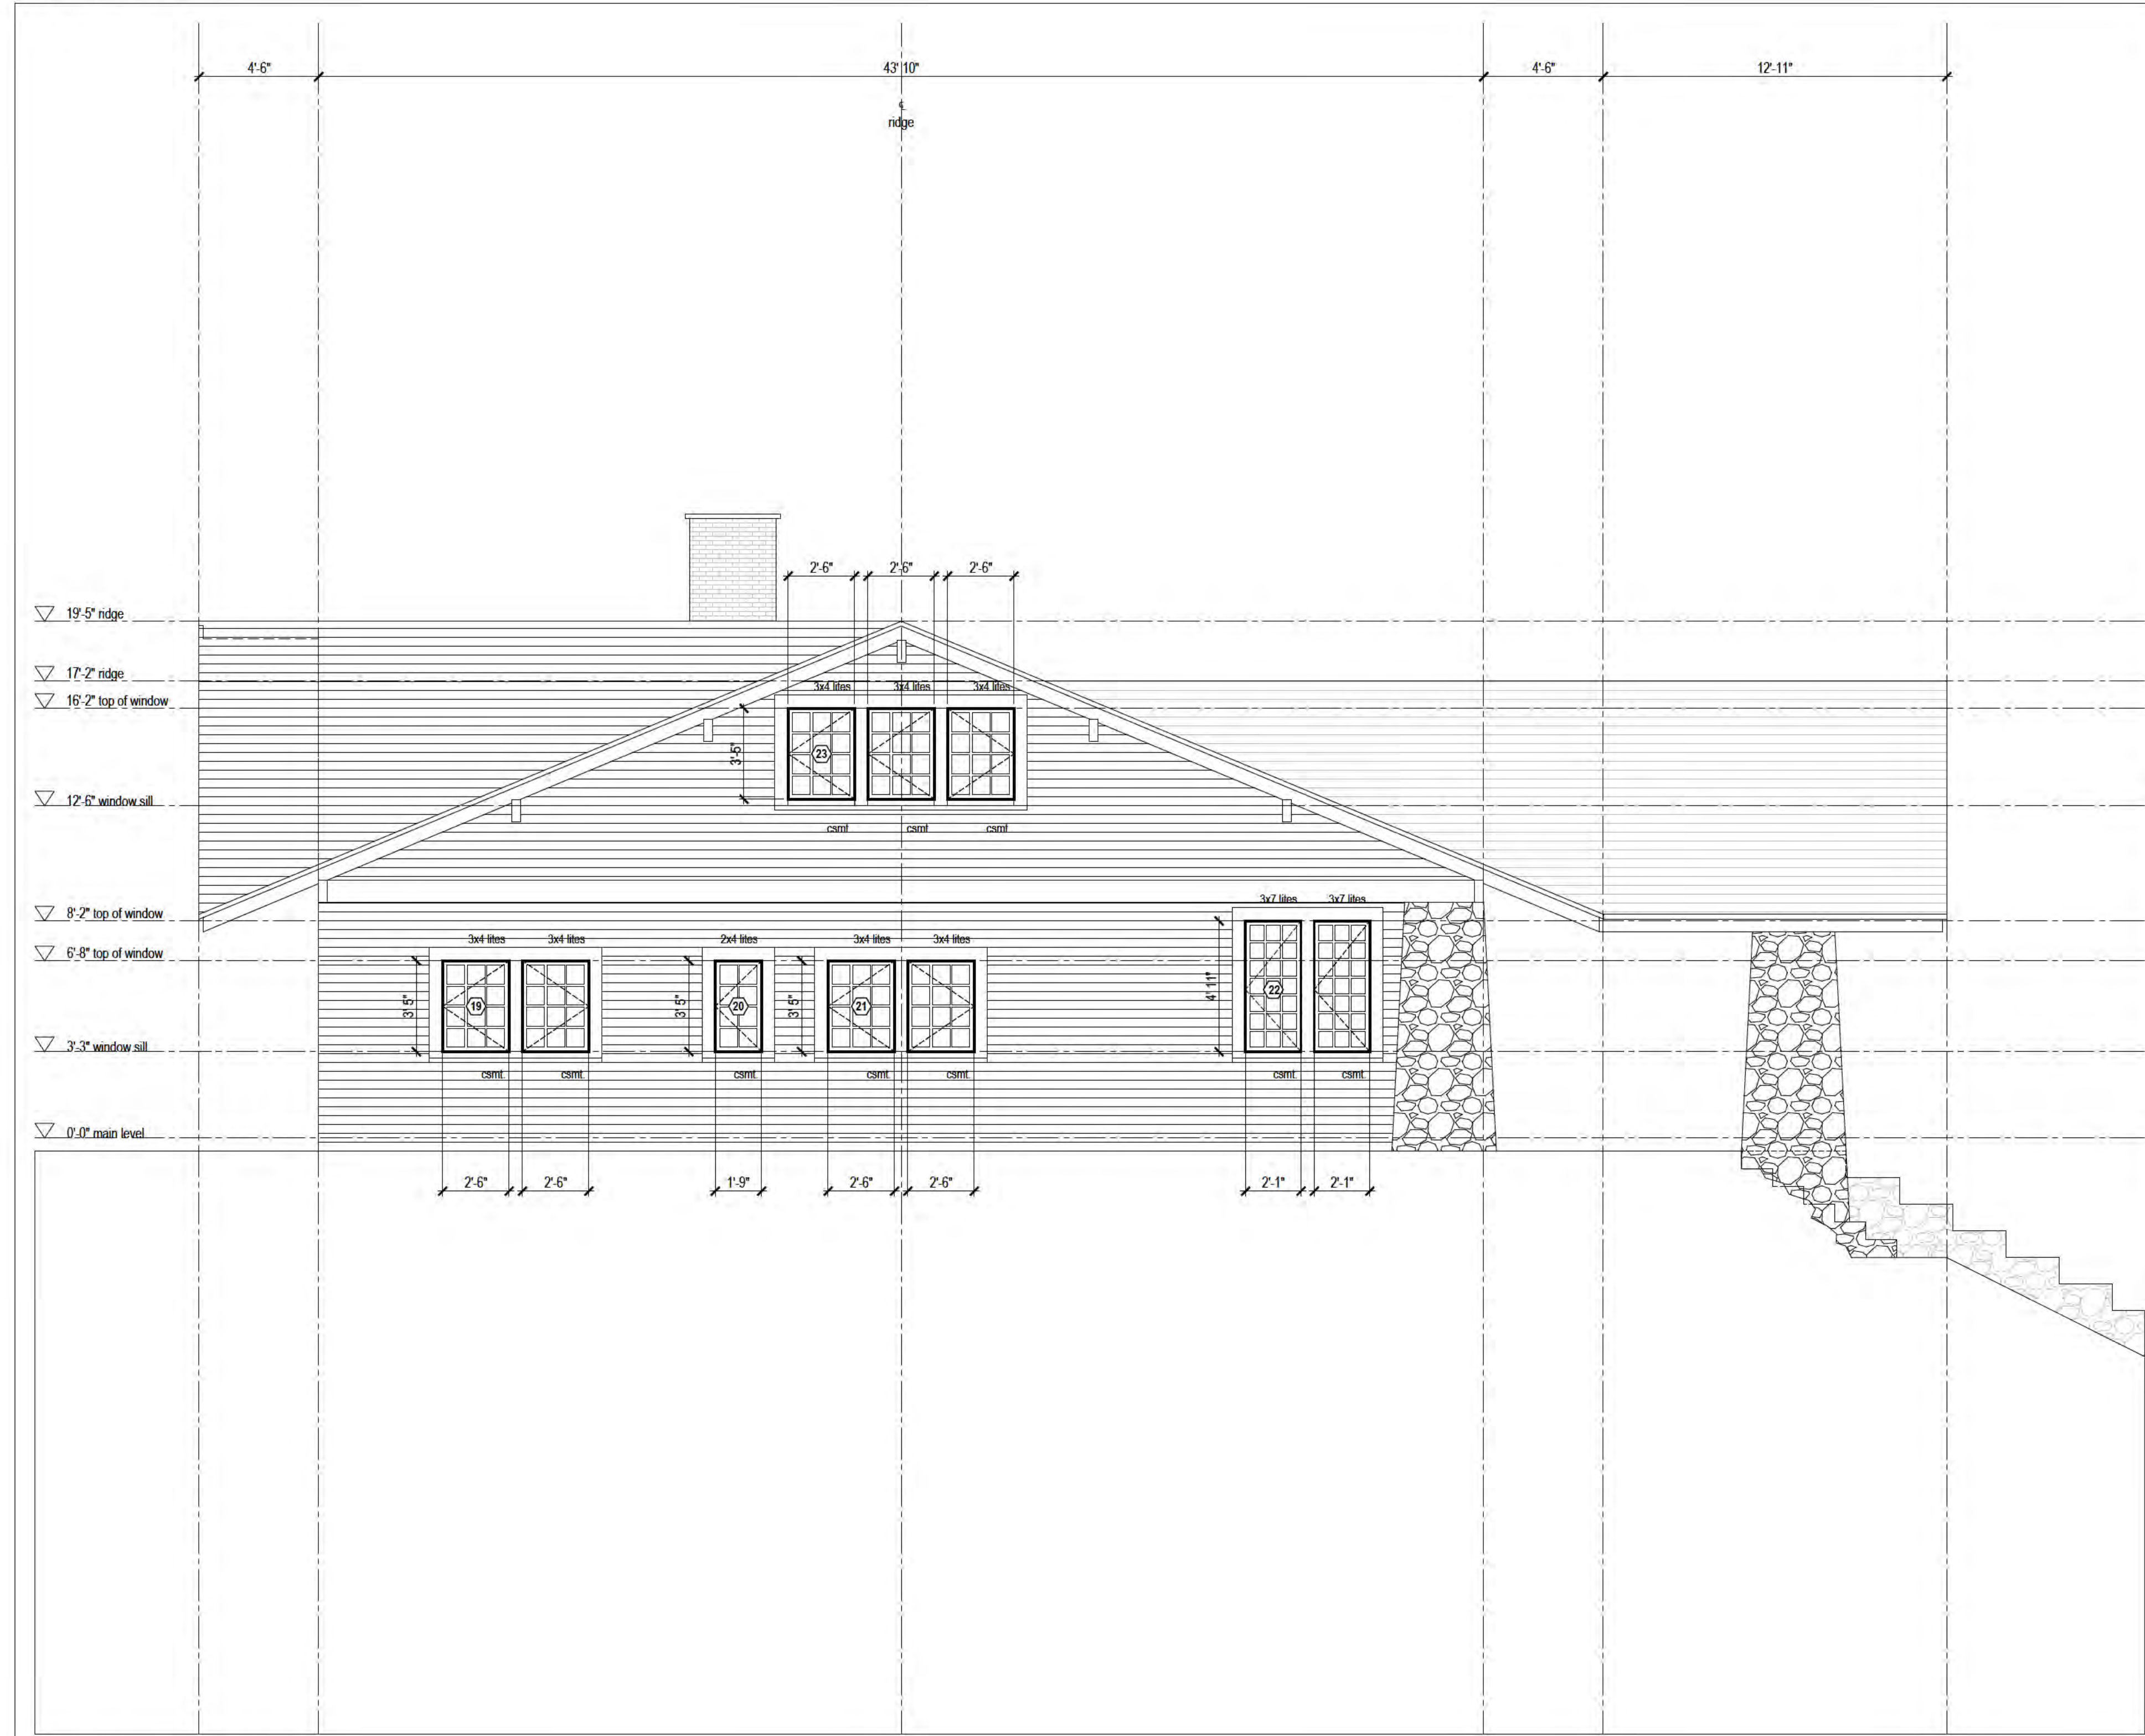 4'-6"
43' 10"
4'-6"
12'-11"
℄
ridge
2'-6"
2'-6"
2'-6"
19'-5" ridge
17'-2" ridge
16'-2" top of window
3x4 lites
3x4 lites
3x4 lites
3'-5"
23
12'-6" window sill
csmt.
csmt.
csmt.
8'-2" top of window
3x7 lites
3x7 lites
6'-8" top of window
3x4 lites
3x4 lites
2x4 lites
3x4 lites
3x4 lites
3' 5"
19
3' 5"
20
3' 5"
21
4' 11"
22
3'-3" window sill
csmt.
csmt.
csmt.
csmt.
csmt.
csmt.
csmt.
0'-0" main level
2'-6"
2'-6"
1'-9"
2'-6"
2'-6"
2'-1"
2'-1"